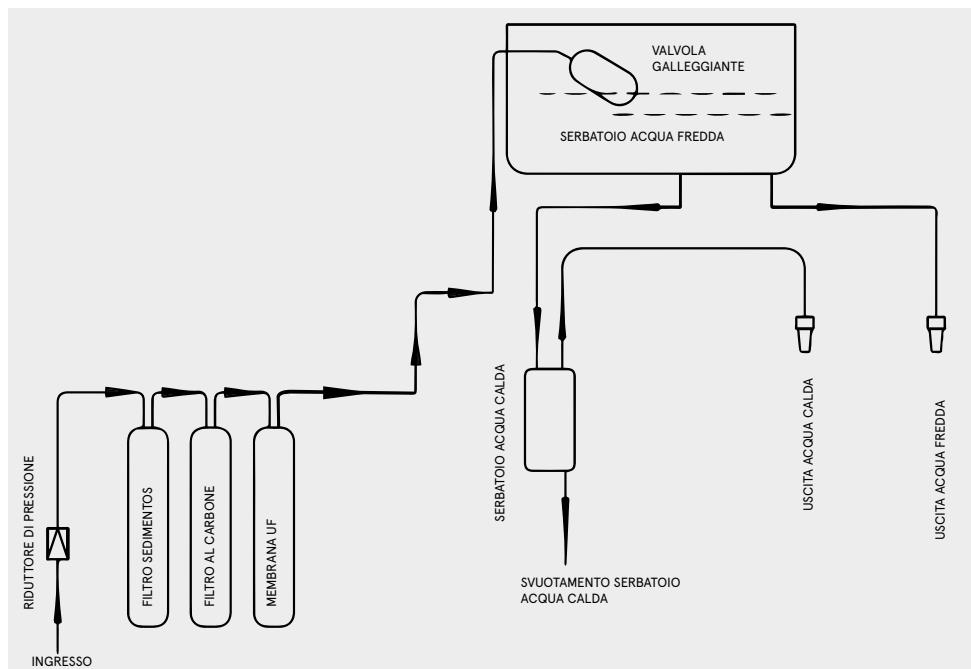 VALVOLA
GALLEGGIANTE
SERBATOIO ACQUA FREDDA
SERBATOIO ACQUA CALDA
USCITA ACQUA CALDA
USCITA ACQUA FREDDA
RIDUTTORE DI PRESSIONE
FILTRO SEDIMENTOS
FILTRO AL CARBONE
MEMBRANA UF
SVUOTAMENTO SERBATOIO
ACQUA CALDA
INGRESSO